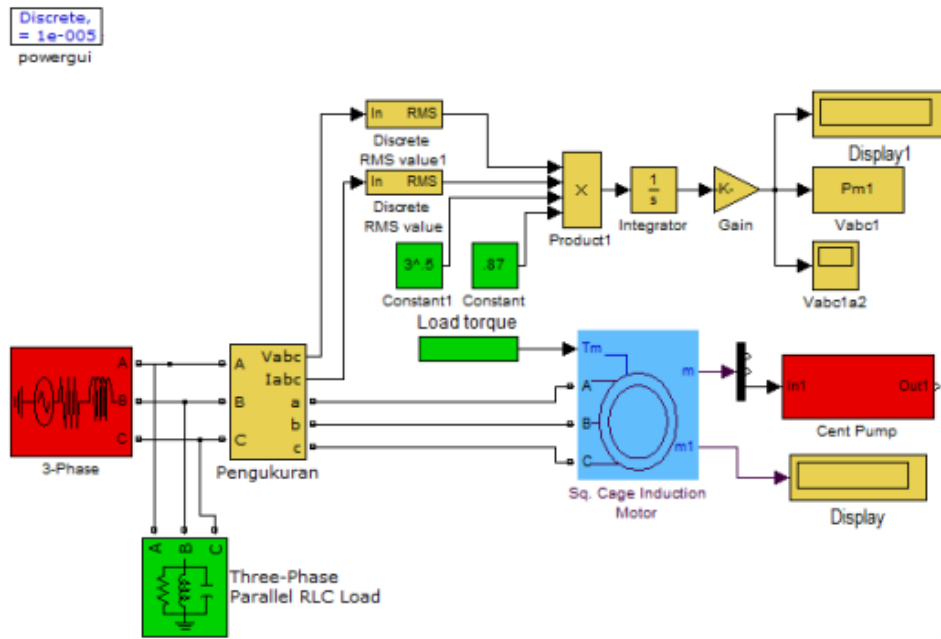 Discrete,
= 1e-005
powergui
In RMS
Discrete
RMS value1
In RMS
Discrete
RMS value
3^.5
Constant1
.87
Constant
X
Product1
1
s
Integrator
-K-
Gain
Display1
Pm1
Vabc1
Vabc1a2
Load torque
A
B
C
3-Phase
A
B
C
Vabc
Iabc
a
b
c
Pengukuran
Tm
A
B
C
m
m1
Sq. Cage Induction
Motor
In1 Out1
Cent Pump
Display
A B C
Three-Phase
Parallel RLC Load